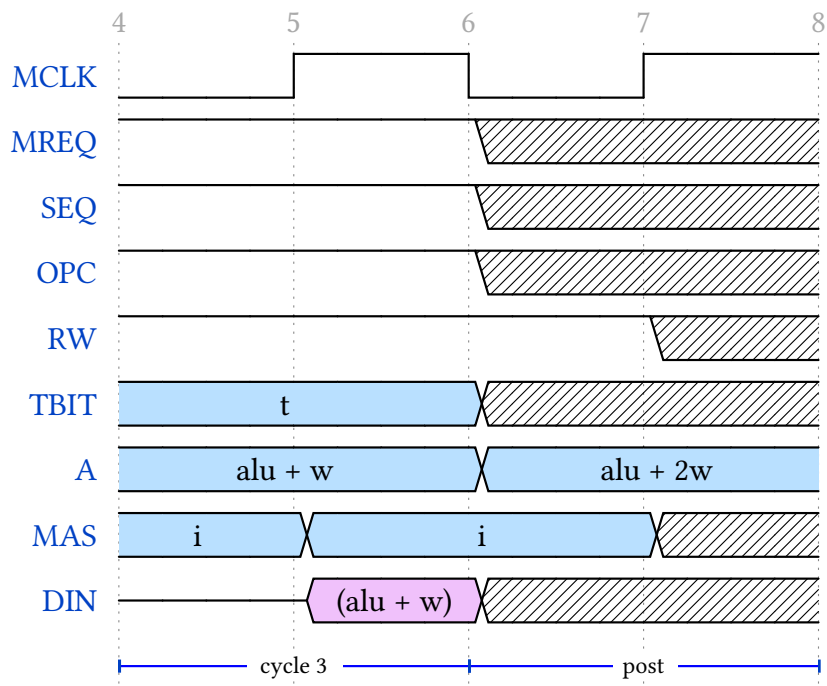 4 5 6 7 8
MCLK
MREQ
SEQ
OPC
RW
TBIT t
A alu + w alu + 2w
MAS i i
DIN (alu + w)
cycle 3 post